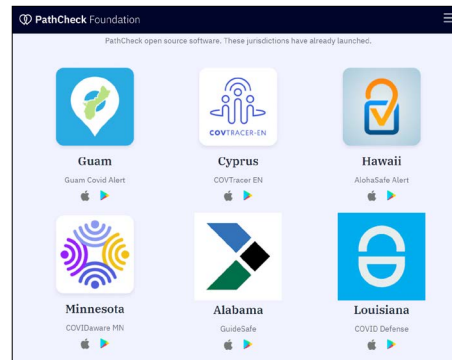 PathCheck Foundation
PathCheck open source software. These jurisdictions have already launched.
COVTRACER-EN
Guam
Cyprus
Hawaii
Guam Covid Alert
COVTracer EN
AlohaSafe Alert
Minnesota
Alabama
Louisiana
COVIDaware MN
GuideSafe
COVID Defense